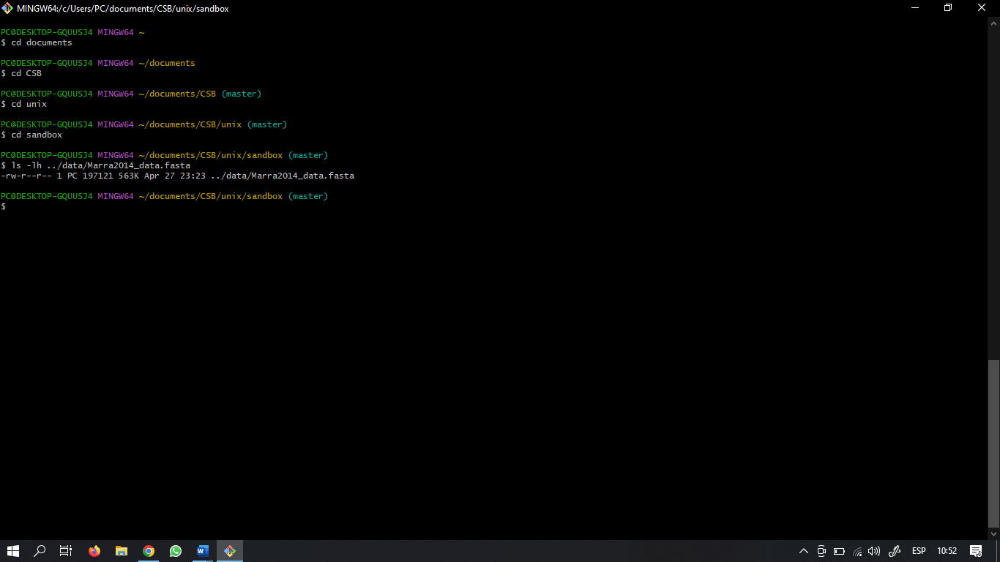 MINGW64:/c/Users/PC/documents/CSB/unix/sandbox
PC@DESKTOP-GQUUSJ4 MINGW64 ~
$ cd documents
PC@DESKTOP-GQUUSJ4 MINGW64 ~/documents
$ cd CSB
PC@DESKTOP-GQUUSJ4 MINGW64 ~/documents/CSB (master)
$ cd unix
PC@DESKTOP-GQUUSJ4 MINGW64 ~/documents/CSB/unix (master)
$ cd sandbox
PC@DESKTOP-GQUUSJ4 MINGW64 ~/documents/CSB/unix/sandbox (master)
$ ls -lh ../data/Marra2014_data.fasta
-rw-r--r-- 1 PC 197121 563K Apr 27 23:23 ../data/Marra2014_data.fasta
PC@DESKTOP-GQUUSJ4 MINGW64 ~/documents/CSB/unix/sandbox (master)
$
ESP 10:52